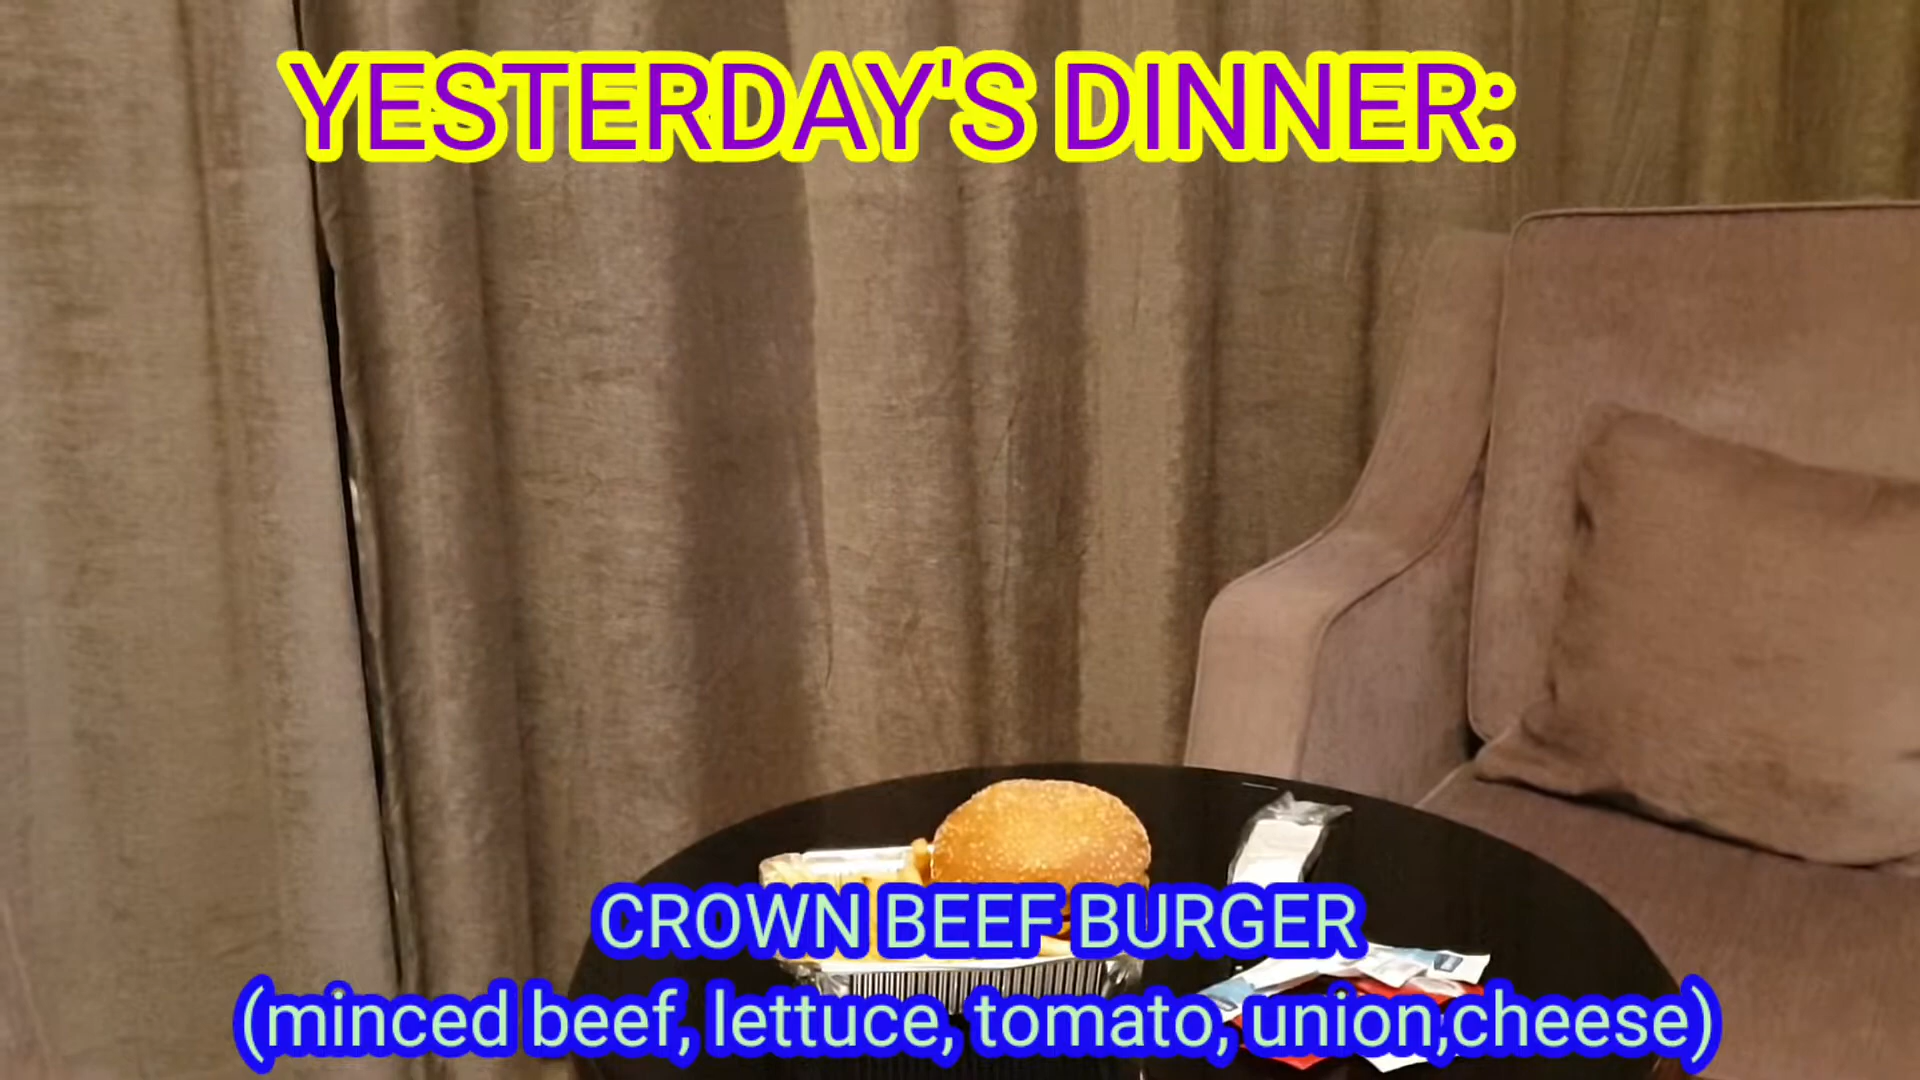 YESTERDAY'S DINNER:
CROWN BEEF BURGER
(minced beef, lettuce, tomato, union,cheese)